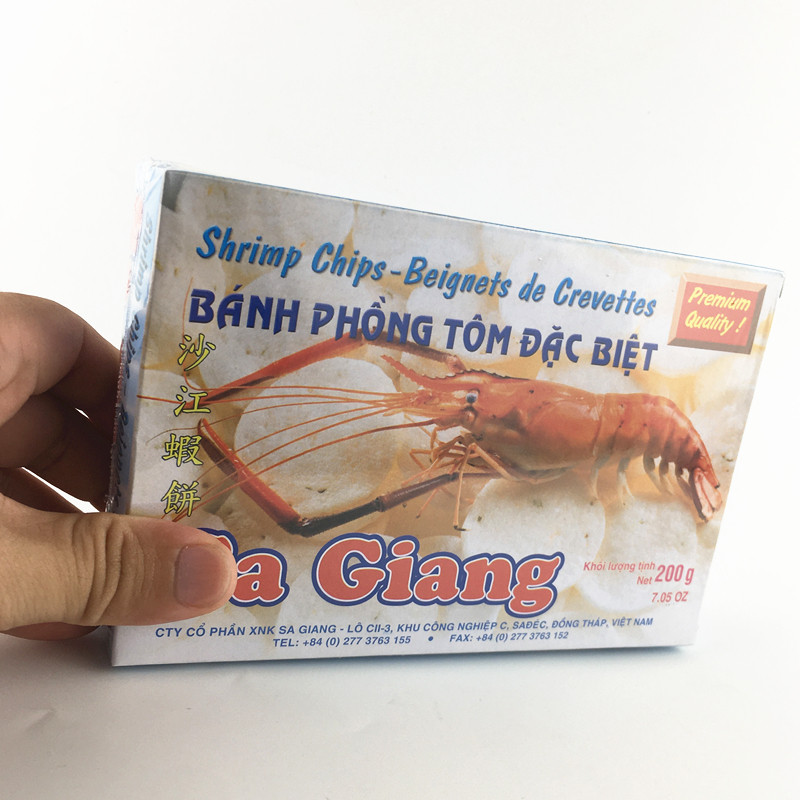 Shrimp Chips - Beignets de Crevettes
Premium
Quality !
BÁNH PHỒNG TÔM ĐẶC BIỆT
沙江蝦餅
Sa Giang
Khối lượng tịnh
Net 200 g
7.05 OZ
CTY CỔ PHẦN XNK SA GIANG - LÔ CII-3, KHU CÔNG NGHIỆP C, SAĐÉC, ĐỒNG THÁP, VIỆT NAM
TEL: +84 (0) 277 3763 155 • FAX: +84 (0) 277 3763 152